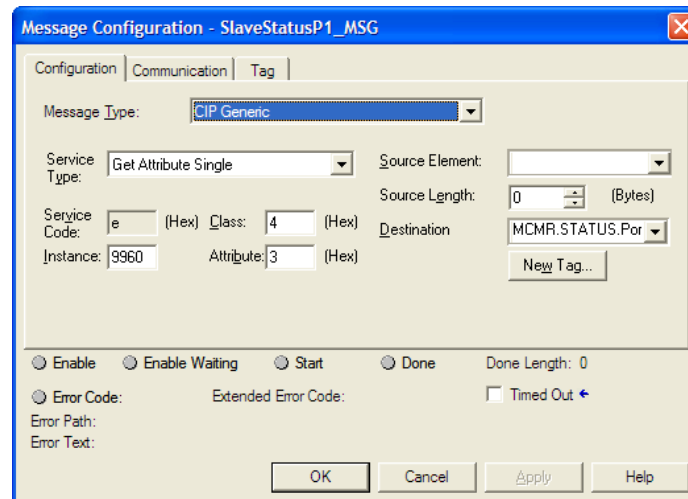 Message Configuration - SlaveStatusP1_MSG
Configuration Communication Tag
Message Type: CIP Generic
Service Type: Get Attribute Single
Source Element:
Source Length: 0 (Bytes)
Service Code: e (Hex) Class: 4 (Hex)
Destination MCMR.STATUS.Por
Instance: 9960 Attribute: 3 (Hex)
New Tag...
Enable Enable Waiting Start Done Done Length: 0
Error Code: Extended Error Code: Timed Out
Error Path:
Error Text:
OK Cancel Apply Help